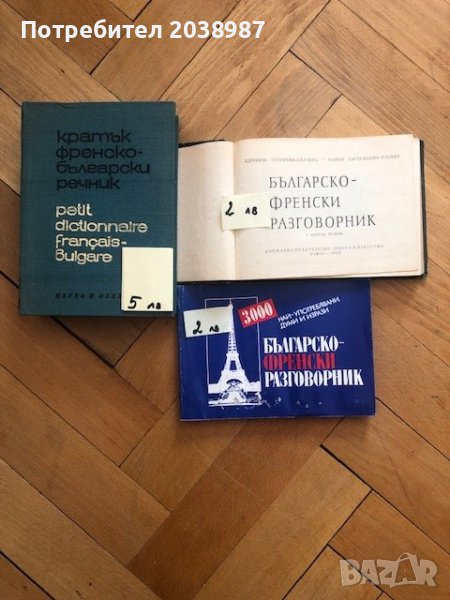 Потребител 2038987
кратък
френско-
български
речник
petit
dictionnaire
français-
bulgare
НАУКА И
5 лв
БЪЛГАРСКО-
ФРЕНСКИ
РАЗГОВОРНИК
2 лв
3000
НАЙ-УПОТРЕБЯВАНИ
ДУМИ И ИЗРАЗИ
БЪЛГАРСКО-
ФРЕНСКИ
РАЗГОВОРНИК
2 лв
BAZAR